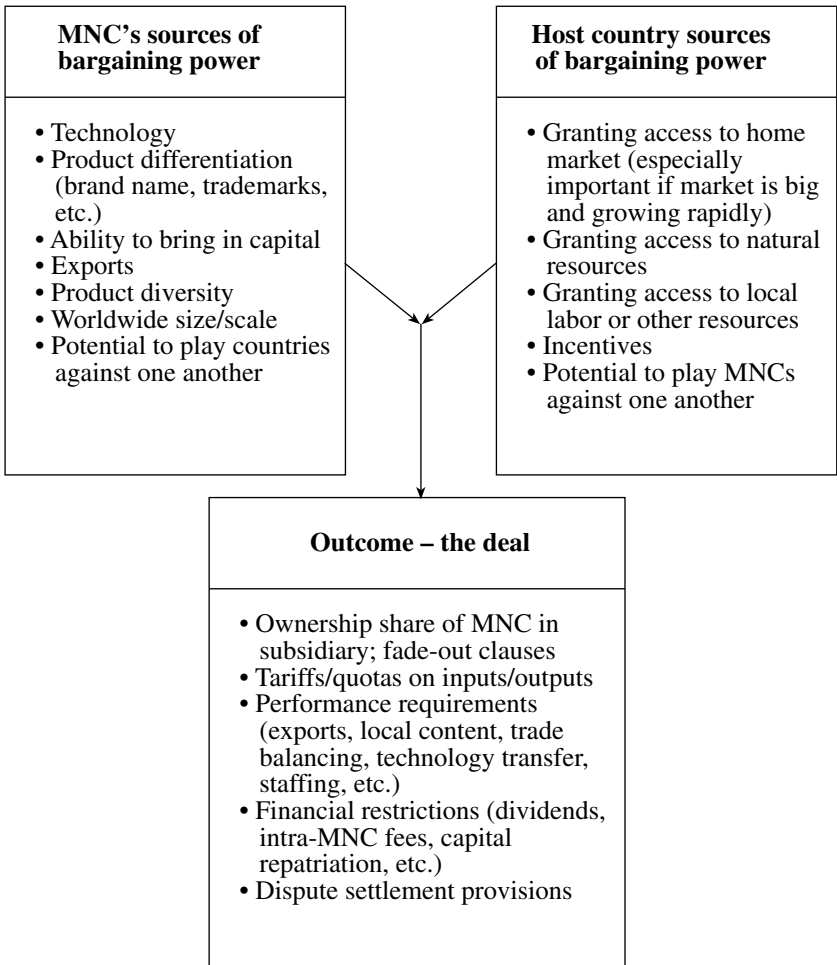 MNC's sources of
bargaining power
• Technology
• Product differentiation
(brand name, trademarks,
etc.)
• Ability to bring in capital
• Exports
• Product diversity
• Worldwide size/scale
• Potential to play countries
against one another
Host country sources
of bargaining power
• Granting access to home
market (especially
important if market is big
and growing rapidly)
• Granting access to natural
resources
• Granting access to local
labor or other resources
• Incentives
• Potential to play MNCs
against one another
Outcome – the deal
• Ownership share of MNC in
subsidiary; fade-out clauses
• Tariffs/quotas on inputs/outputs
• Performance requirements
(exports, local content, trade
balancing, technology transfer,
staffing, etc.)
• Financial restrictions (dividends,
intra-MNC fees, capital
repatriation, etc.)
• Dispute settlement provisions